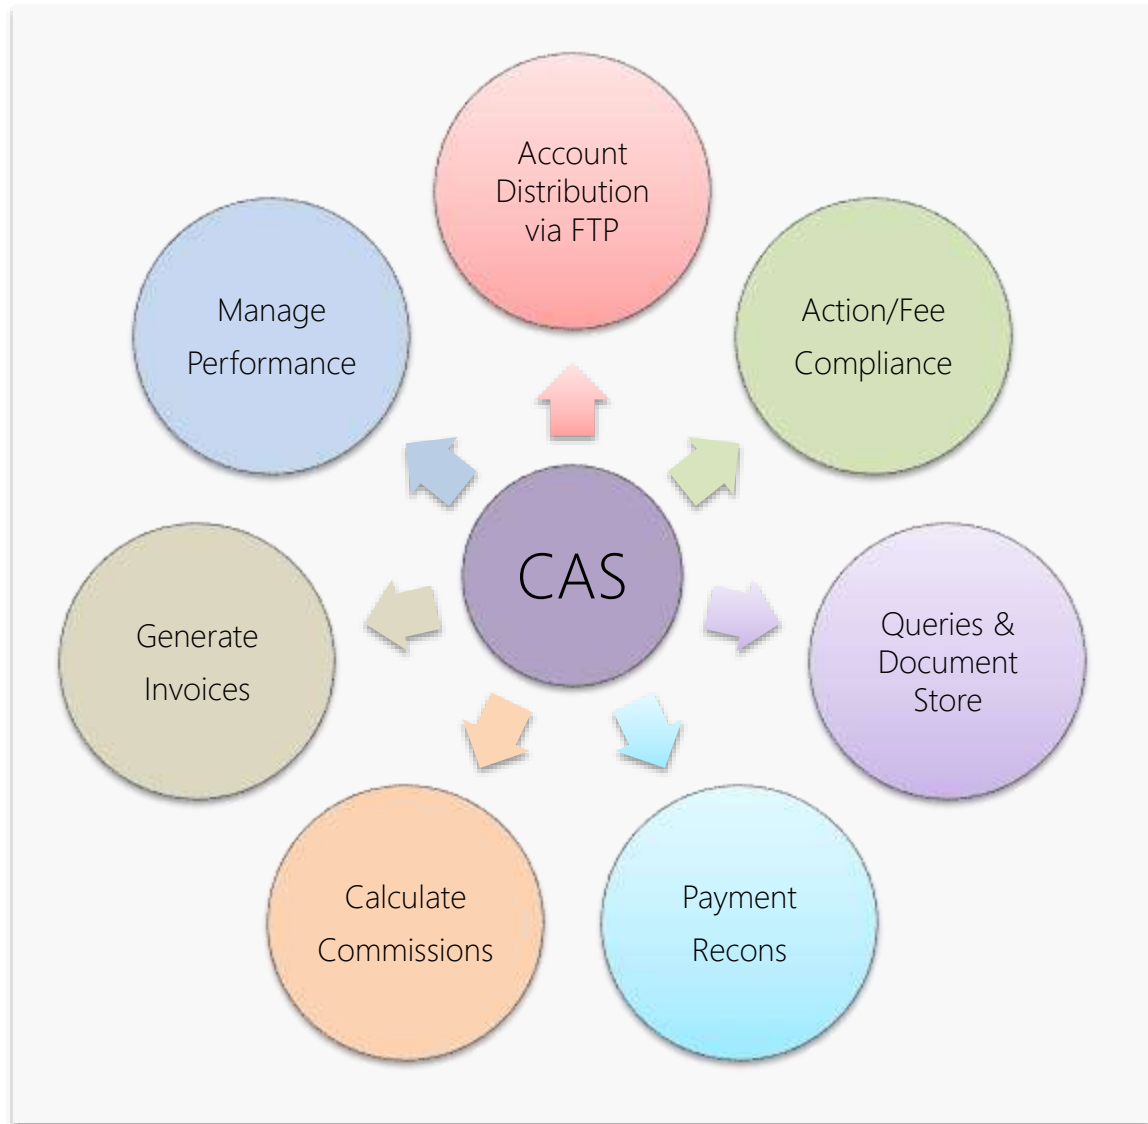 Account
Distribution
via FTP
Action/Fee
Compliance
Queries &
Document
Store
Payment
Recons
Calculate
Commissions
Generate
Invoices
Manage
Performance
CAS